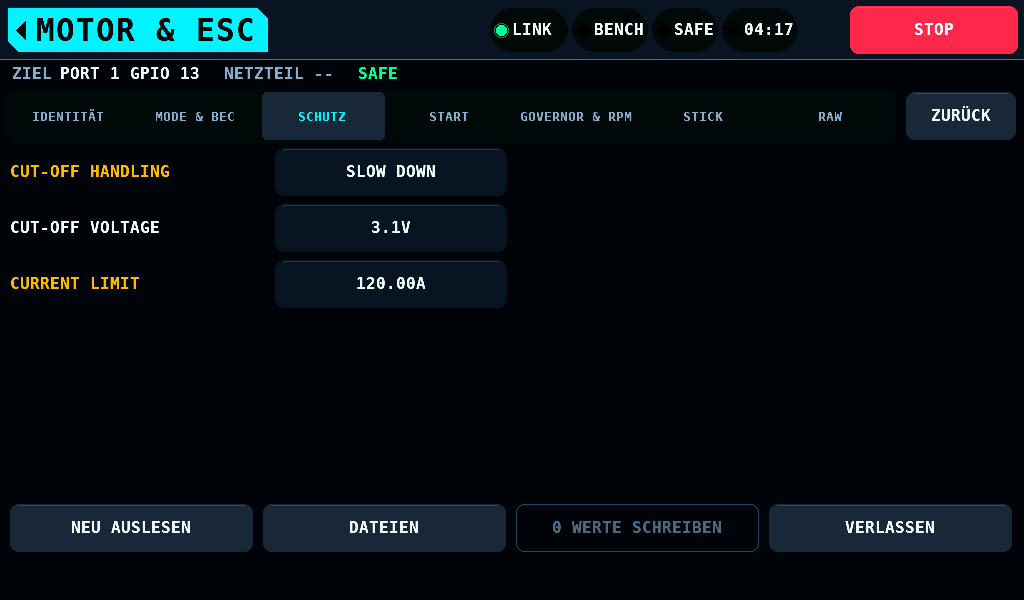 MOTOR & ESC
LINK BENCH SAFE 04:17
STOP
ZIEL PORT 1 GPIO 13 NETZTEIL -- SAFE
IDENTITÄT MODE & BEC SCHUTZ START GOVERNOR & RPM STICK RAW ZURÜCK
CUT-OFF HANDLING SLOW DOWN
CUT-OFF VOLTAGE 3.1V
CURRENT LIMIT 120.00A
NEU AUSLESEN DATEIEN 0 WERTE SCHREIBEN VERLASSEN